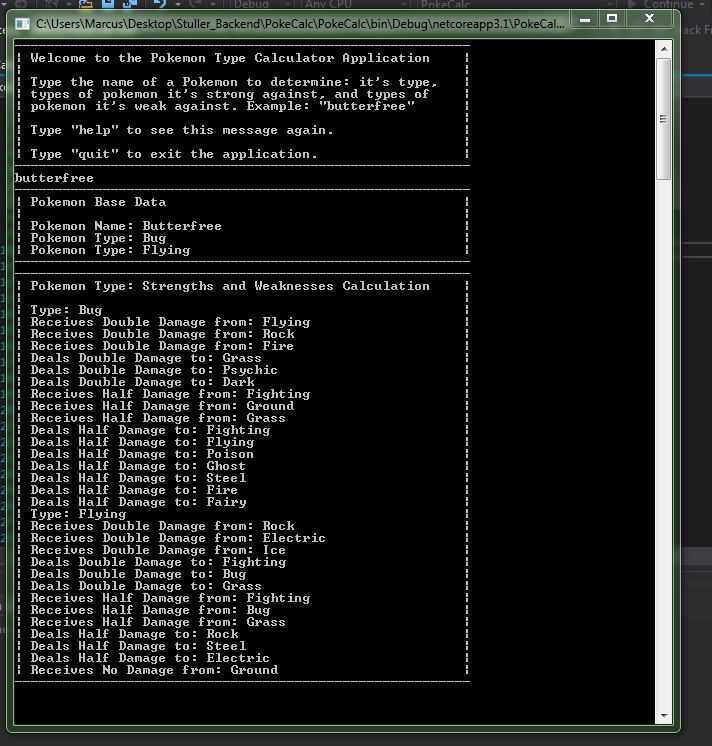 Debug
Any CPU
PokeCalc
Continue
C:\Users\Marcus\Desktop\Stuller_Backend\PokeCalc\PokeCalc\bin\Debug\netcoreapp3.1\PokeCal...
Welcome to the Pokemon Type Calculator Application
Type the name of a Pokemon to determine: it's type,
types of pokemon it's strong against, and types of
pokemon it's weak against. Example: "butterfree"
Type "help" to see this message again.
Type "quit" to exit the application.
butterfree
Pokemon Base Data
Pokemon Name: Butterfree
Pokemon Type: Bug
Pokemon Type: Flying
Pokemon Type: Strengths and Weaknesses Calculation
Type: Bug
Receives Double Damage from: Flying
Receives Double Damage from: Rock
Receives Double Damage from: Fire
Deals Double Damage to: Grass
Deals Double Damage to: Psychic
Deals Double Damage to: Dark
Receives Half Damage from: Fighting
Receives Half Damage from: Ground
Receives Half Damage from: Grass
Deals Half Damage to: Fighting
Deals Half Damage to: Flying
Deals Half Damage to: Poison
Deals Half Damage to: Ghost
Deals Half Damage to: Steel
Deals Half Damage to: Fire
Deals Half Damage to: Fairy
Type: Flying
Receives Double Damage from: Rock
Receives Double Damage from: Electric
Receives Double Damage from: Ice
Deals Double Damage to: Fighting
Deals Double Damage to: Bug
Deals Double Damage to: Grass
Receives Half Damage from: Fighting
Receives Half Damage from: Bug
Receives Half Damage from: Grass
Deals Half Damage to: Rock
Deals Half Damage to: Steel
Deals Half Damage to: Electric
Receives No Damage from: Ground